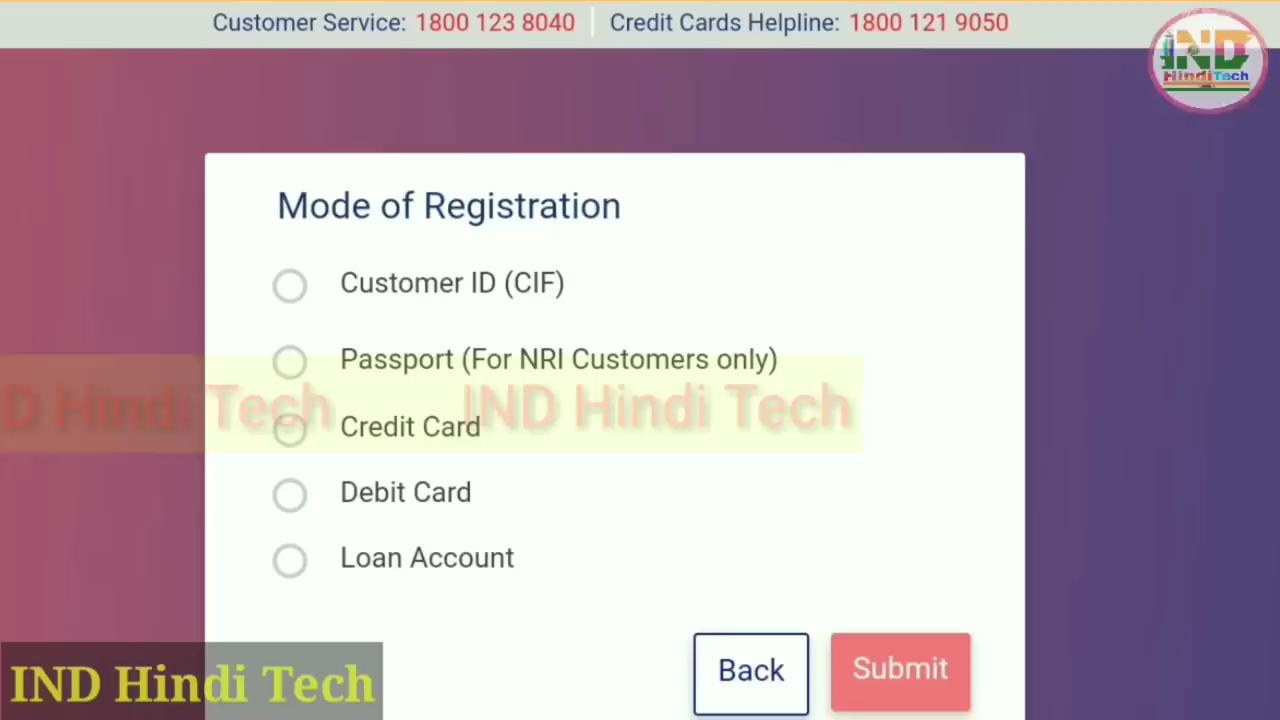 Customer Service: 1800 123 8040 Credit Cards Helpline: 1800 121 9050
IND
HindiTech
Mode of Registration
Customer ID (CIF)
Passport (For NRI Customers only)
D Hindi Tech IND Hindi Tech
Credit Card
Debit Card
Loan Account
Back Submit
IND Hindi Tech